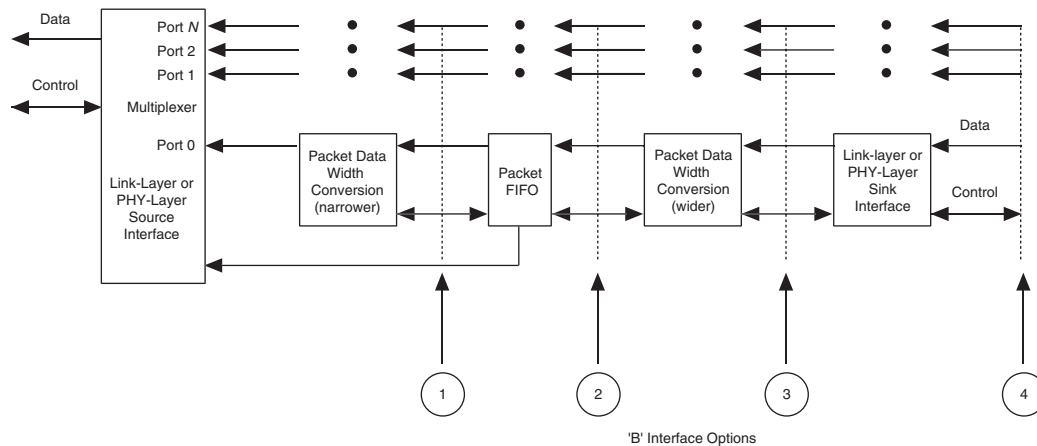 Data
Port N
Port 2
Port 1
Control
Multiplexer
Port 0
Link-Layer or
PHY-Layer
Source
Interface
Packet Data
Width
Conversion
(narrower)
Packet
FIFO
Packet Data
Width
Conversion
(wider)
Link-layer or
PHY-Layer
Sink
Interface
Data
Control
1
2
3
4
'B' Interface Options